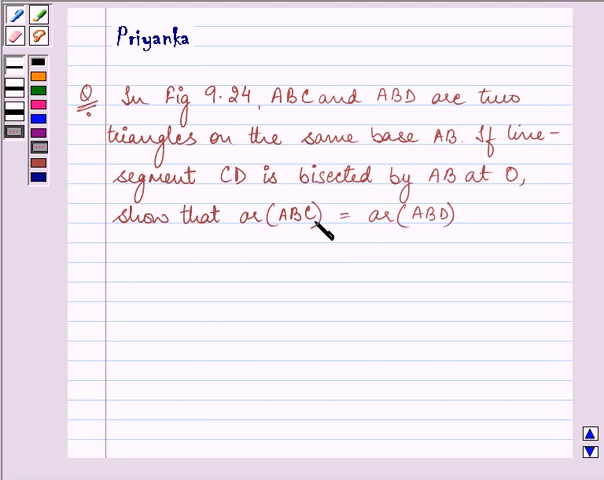 Priyanka
Q In Fig 9.24, ABC and ABD are two
triangles on the same base AB. If line-
segment CD is bisected by AB at O,
show that ar(ABC) = ar(ABD)